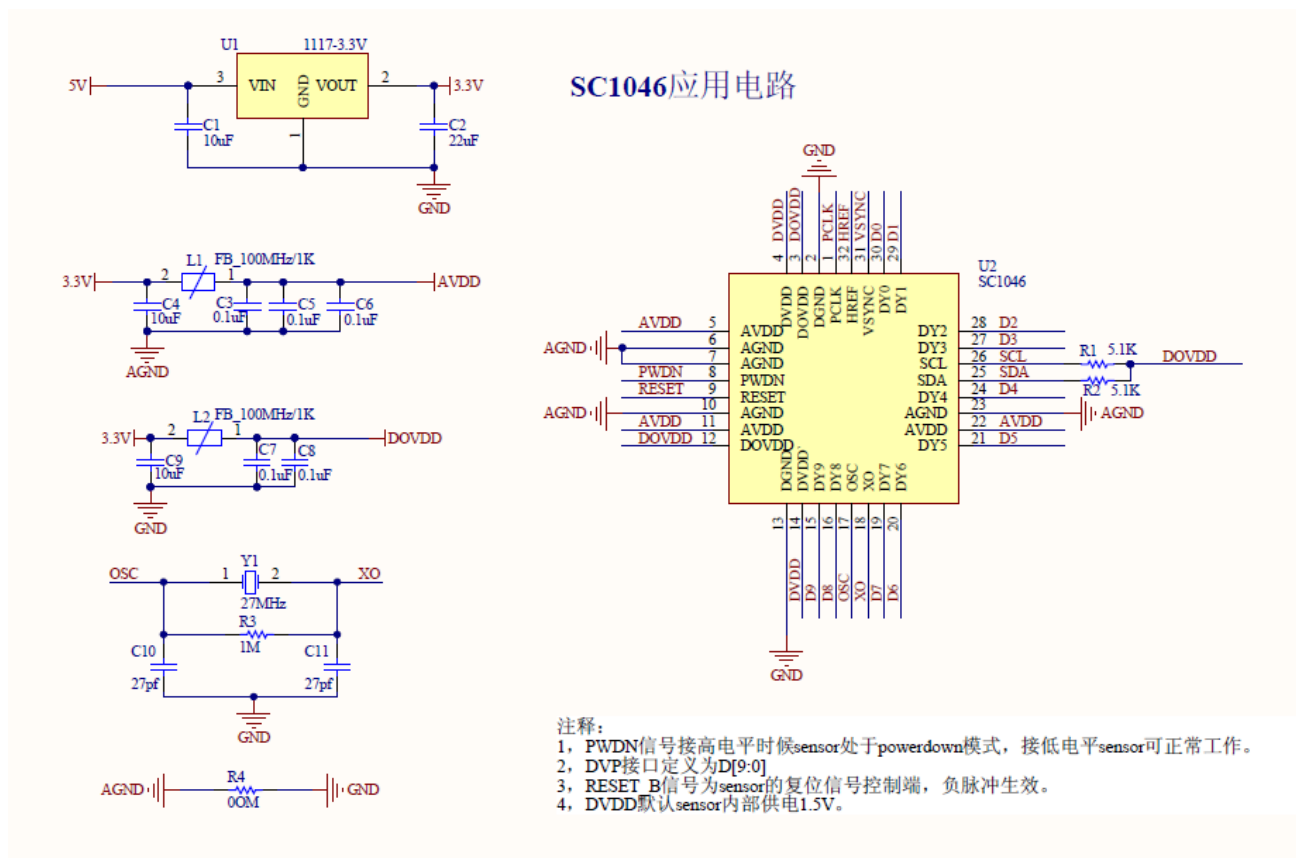 U1 1117-3.3V
5V 3 VIN GND VOUT 2 3.3V
1
C1
10uF
C2
22uF
GND
SC1046应用电路
3.3V 2 L1 1 FB_100MHz/1K AVDD
C4
10uF
C3
0.1uF
C5
0.1uF
C6
0.1uF
AGND
3.3V 2 L2 1 FB_100MHz/1K DOVDD
C9
10uF
C7
0.1uF
C8
0.1uF
GND
OSC 1 Y1 2 XO
27MHz
R3
1M
C10
27pf
C11
27pf
GND
AGND R4 GND
0OM
GND
DVDD DOVDD PCLK HREF VSYNC D0 D1
4 3 2 1 32 31 30 29
DVDD DOVDD DGND PCLK HREF VSYNC DY0 DY1
U2
SC1046
AVDD 5 AVDD
AGND 6 AGND
7 AGND
PWDN 8 PWDN
RESET 9 RESET
AGND 10 AGND
AVDD 11 AVDD
DOVDD 12 DOVDD
DY2 28 D2
DY3 27 D3
SCL 26 SCL R1 5.1K DOVDD
SDA 25 SDA R2 5.1K
DY4 24 D4
AGND 23 AGND
AVDD 22 AVDD
DY5 21 D5
DGND DVDD DY9 DY8 OSC XO DY7 DY6
13 14 15 16 17 18 19 20
DVDD D9 D8 OSC XO D7 D6
GND
注释：
1，PWDN信号接高电平时候sensor处于powerdown模式，接低电平sensor可正常工作。
2，DVP接口定义为D[9:0]
3，RESET_B信号为sensor的复位信号控制端，负脉冲生效。
4，DVDD默认sensor内部供电1.5V。